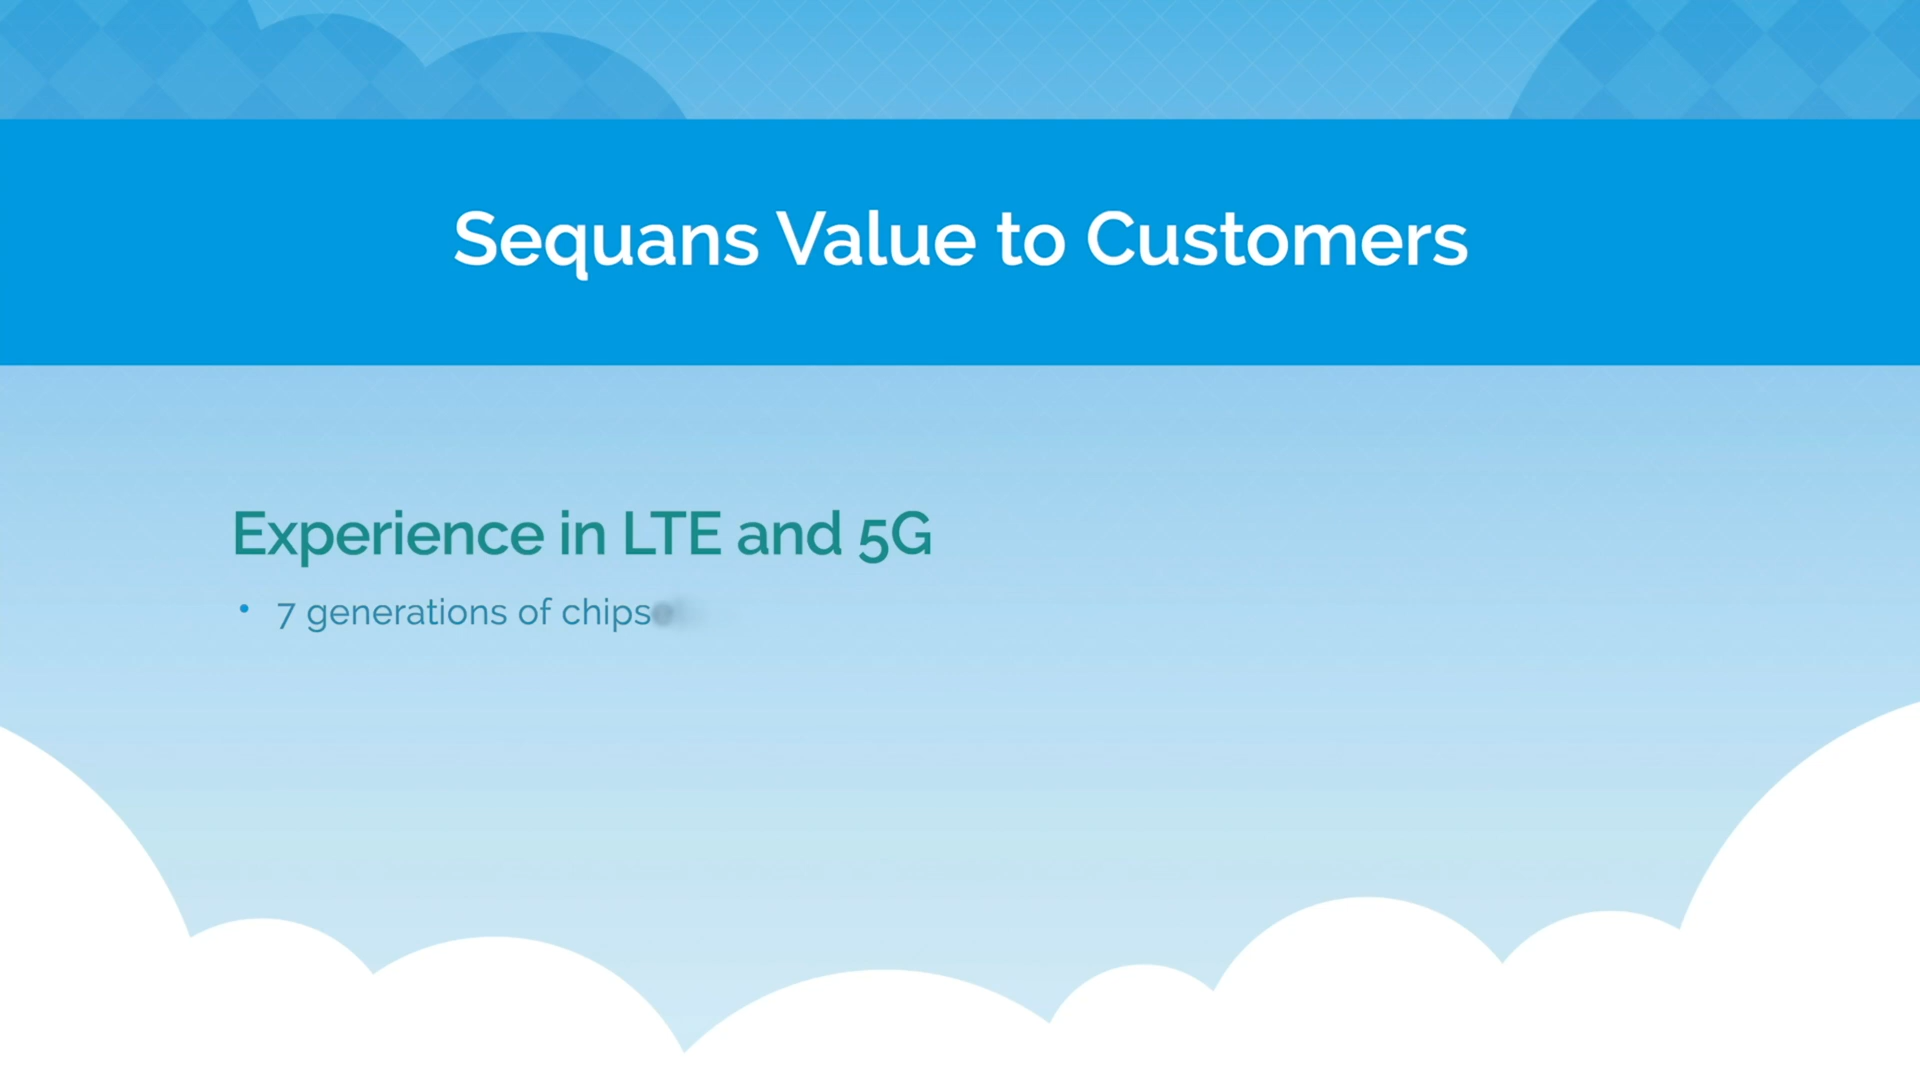 Sequans Value to Customers
Experience in LTE and 5G
• 7 generations of chips